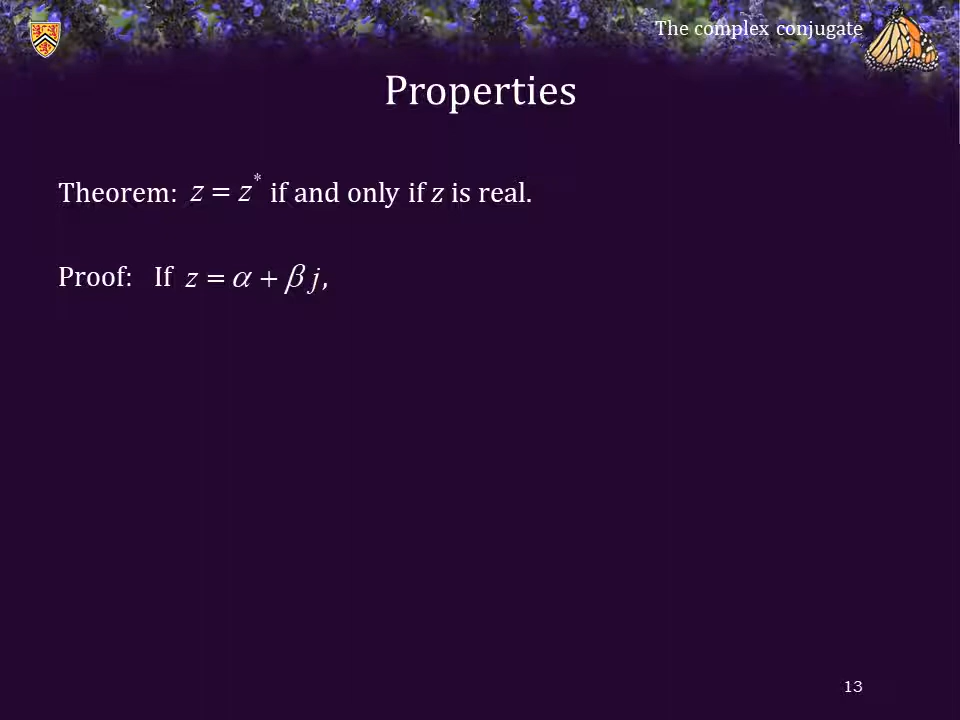 The complex conjugate
Properties
Theorem: z = z* if and only if z is real.
Proof: If z = α + β j,
13